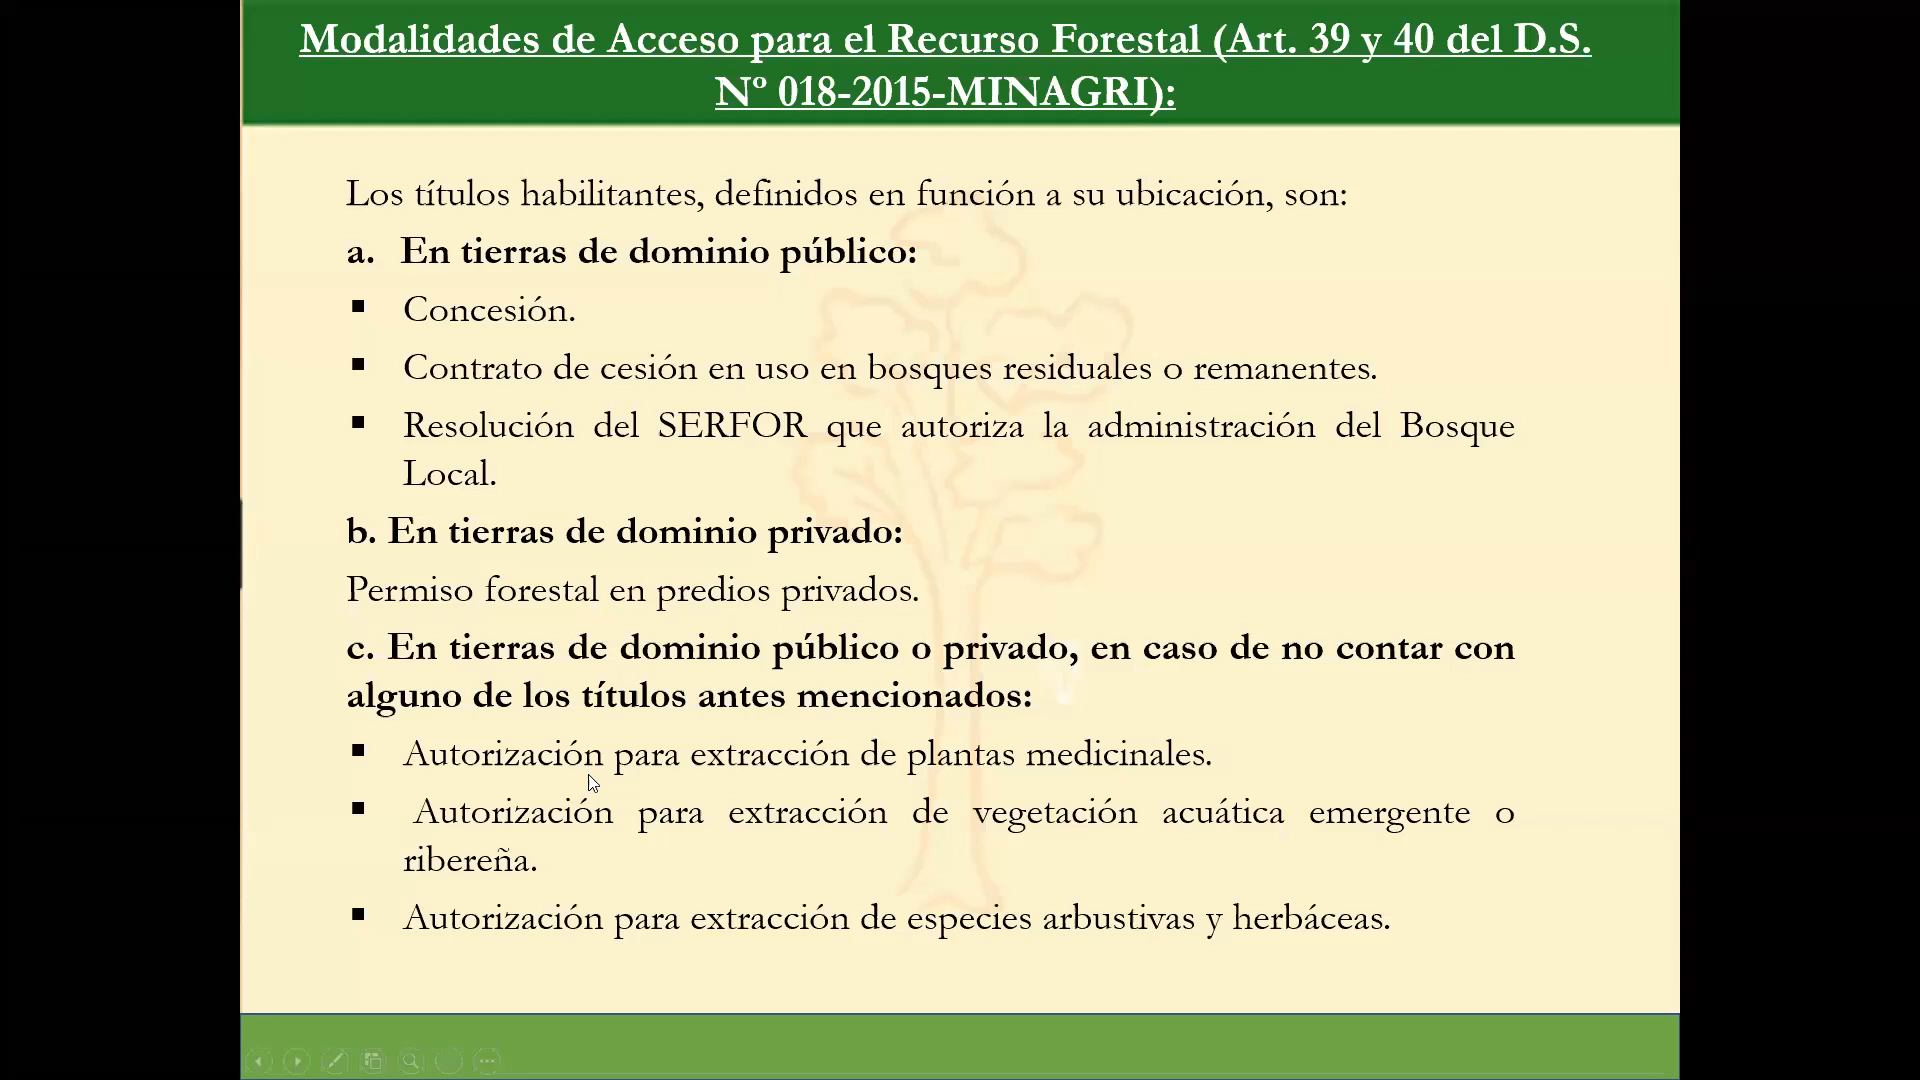 Modalidades de Acceso para el Recurso Forestal (Art. 39 y 40 del D.S.
Nº 018-2015-MINAGRI):
Los títulos habilitantes, definidos en función a su ubicación, son:
a. En tierras de dominio público:
▪ Concesión.
▪ Contrato de cesión en uso en bosques residuales o remanentes.
▪ Resolución del SERFOR que autoriza la administración del Bosque
Local.
b. En tierras de dominio privado:
Permiso forestal en predios privados.
c. En tierras de dominio público o privado, en caso de no contar con
alguno de los títulos antes mencionados:
▪ Autorización para extracción de plantas medicinales.
▪ Autorización para extracción de vegetación acuática emergente o
ribereña.
▪ Autorización para extracción de especies arbustivas y herbáceas.